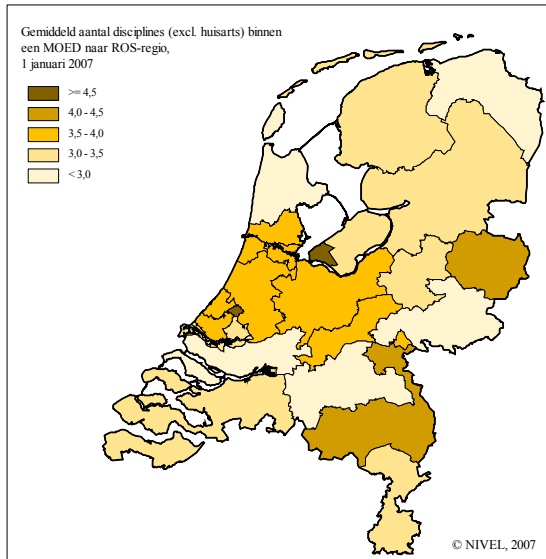 Gemiddeld aantal disciplines (excl. huisarts) binnen
een MOED naar ROS-regio,
1 januari 2007
>= 4,5
4,0 - 4,5
3,5 - 4,0
3,0 - 3,5
< 3,0
© NIVEL, 2007